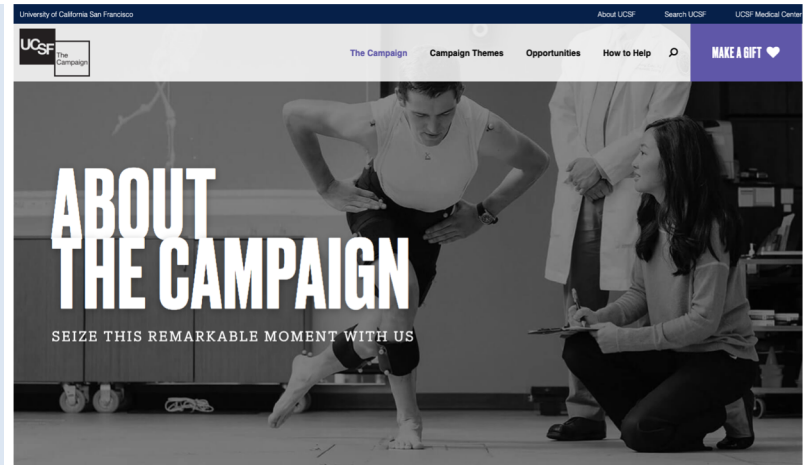 University of California San Francisco
About UCSF
Search UCSF
UCSF Medical Center
UCSF
The
Campaign
The Campaign
Campaign Themes
Opportunities
How to Help
MAKE A GIFT
ABOUT
THE CAMPAIGN
SEIZE THIS REMARKABLE MOMENT WITH US